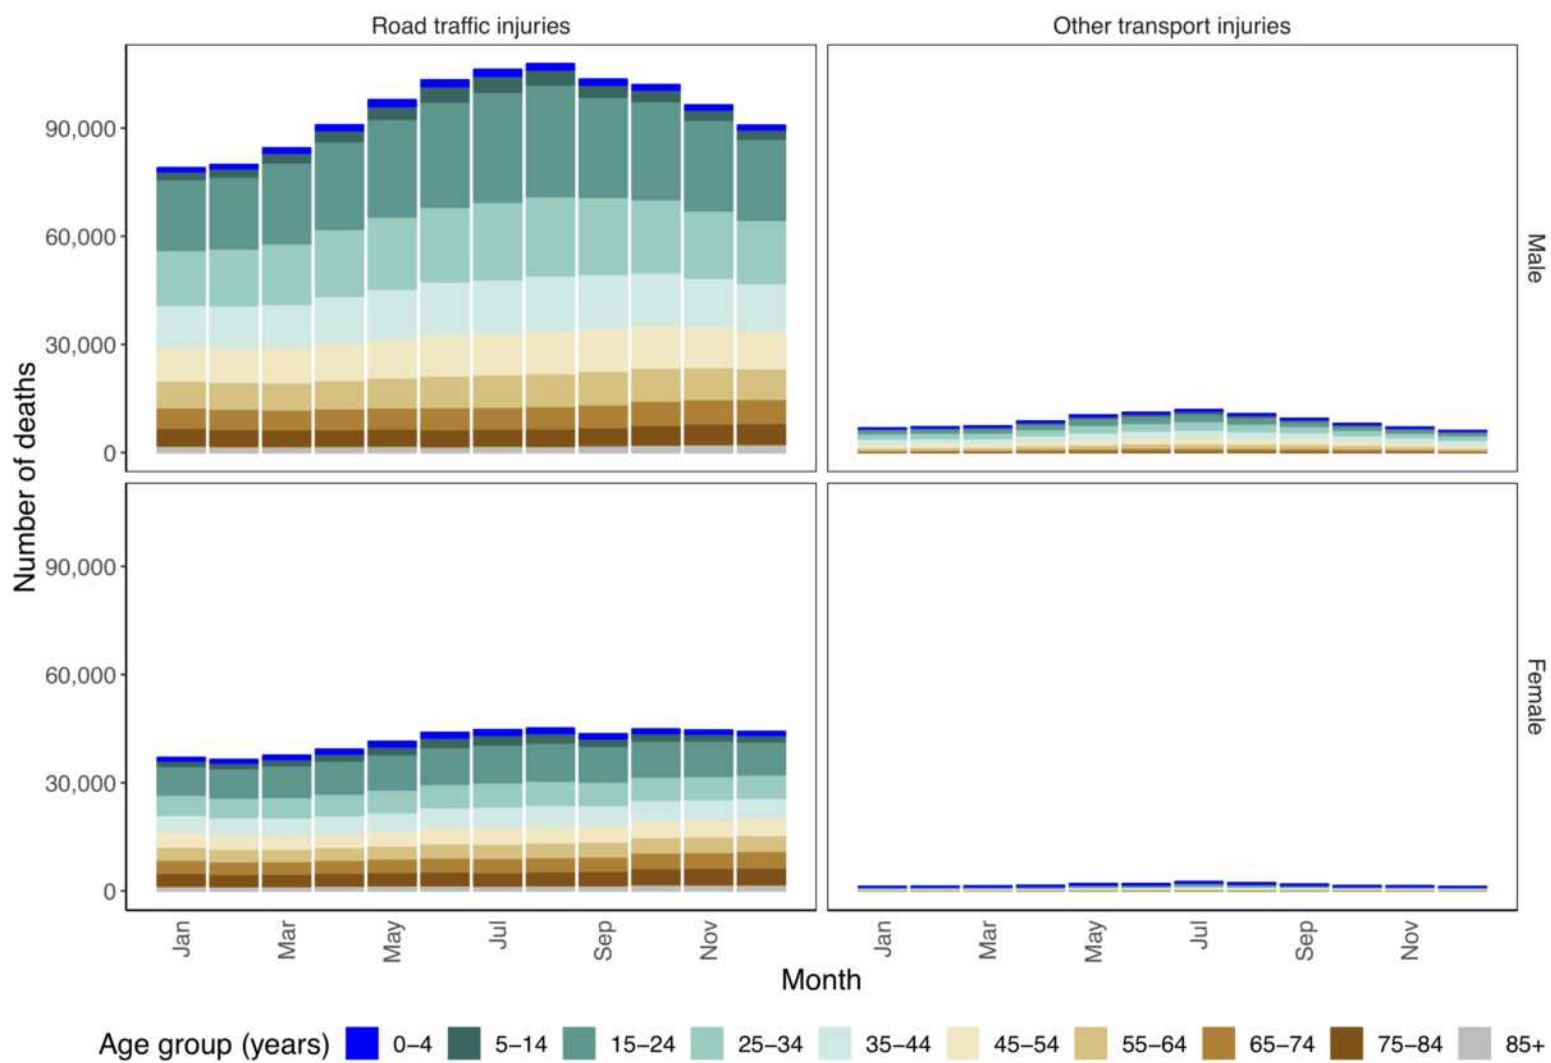 Road traffic injuries
Other transport injuries
Number of deaths
90,000
60,000
30,000
0
Male
90,000
60,000
30,000
0
Female
Jan Mar May Jul Sep Nov
Jan Mar May Jul Sep Nov
Month
Age group (years) 0–4 5–14 15–24 25–34 35–44 45–54 55–64 65–74 75–84 85+